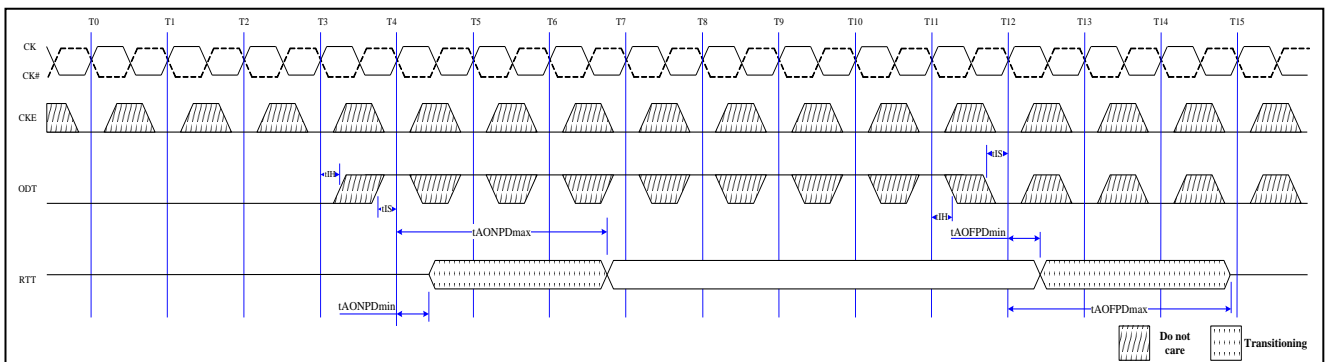 T0 T1 T2 T3 T4 T5 T6 T7 T8 T9 T10 T11 T12 T13 T14 T15
CK
CK#
CKE
tIS
tIH
ODT
tIS
tIH
tAONPDmax
tAOFPDmin
RTT
tAONPDmin
tAOFPDmax
Do not
care
Transitioning